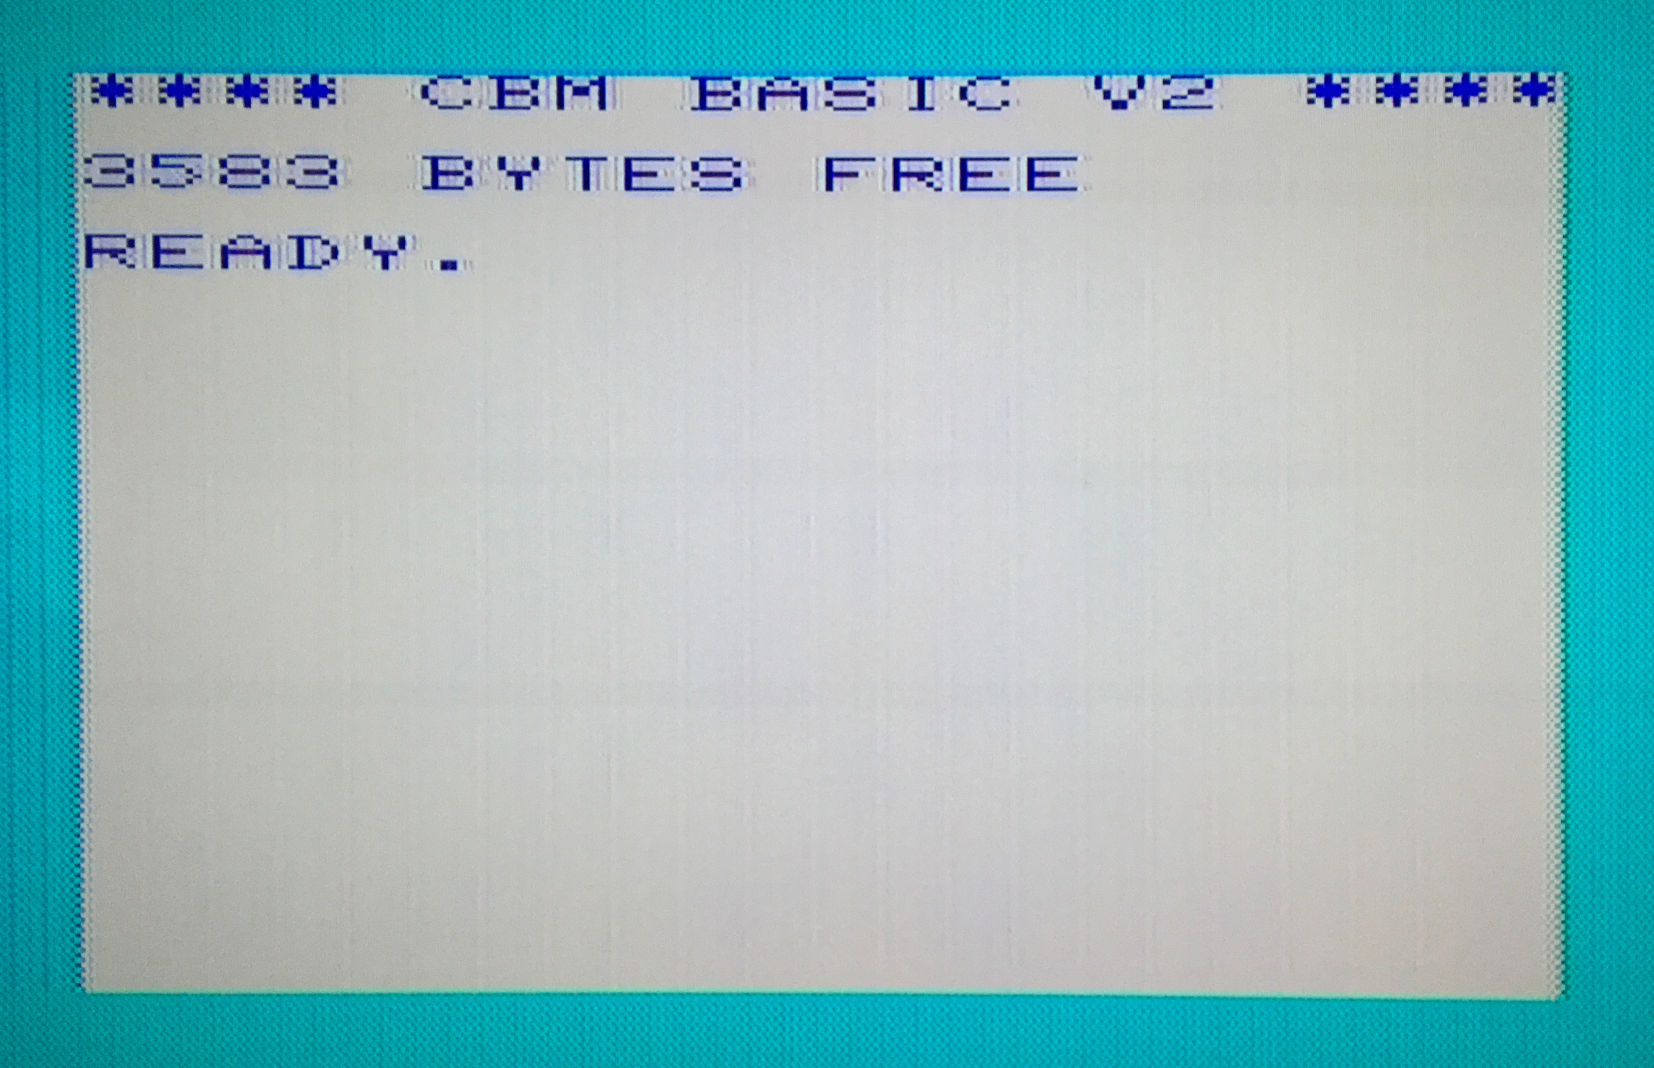 **** CBM BASIC V2 ****
3583 BYTES FREE
READY.